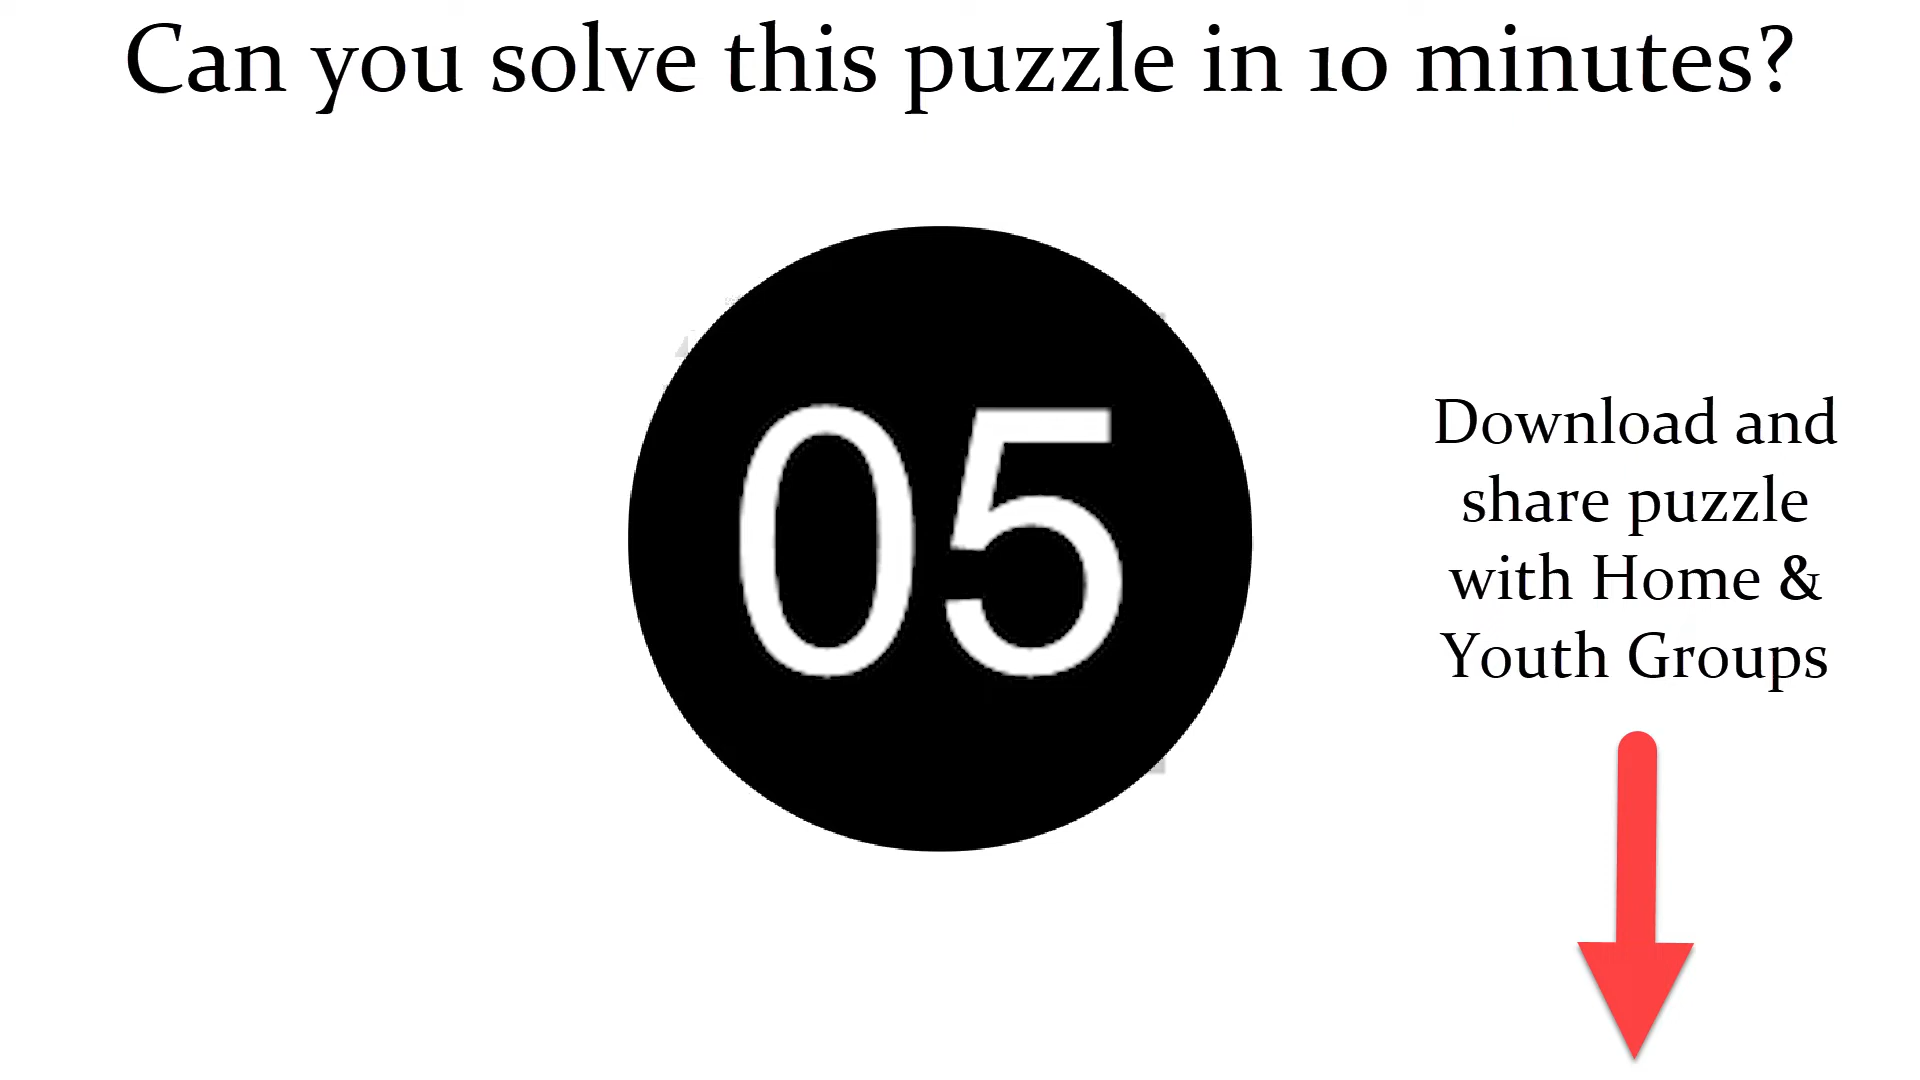 Can you solve this puzzle in 10 minutes?
05
Download and
share puzzle
with Home &
Youth Groups